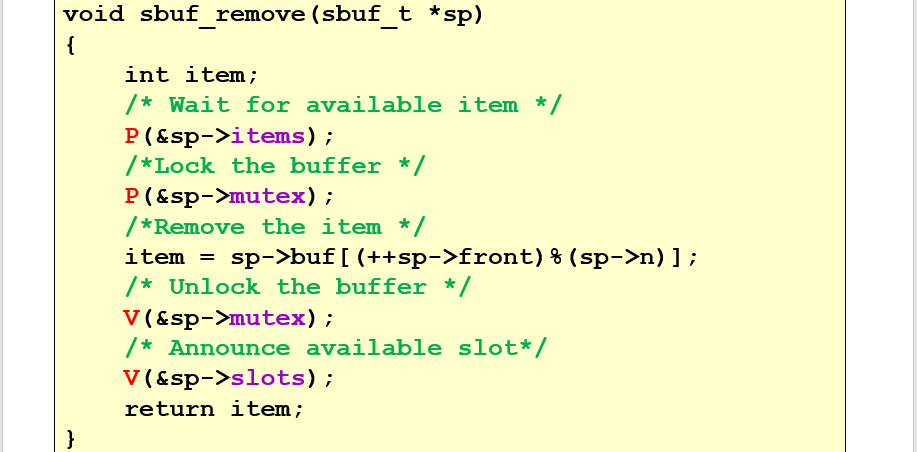 void sbuf_remove(sbuf_t *sp)
{
    int item;
    /* Wait for available item */
    P(&sp->items);
    /*Lock the buffer */
    P(&sp->mutex);
    /*Remove the item */
    item = sp->buf[(++sp->front)%(sp->n)];
    /* Unlock the buffer */
    V(&sp->mutex);
    /* Announce available slot*/
    V(&sp->slots);
    return item;
}